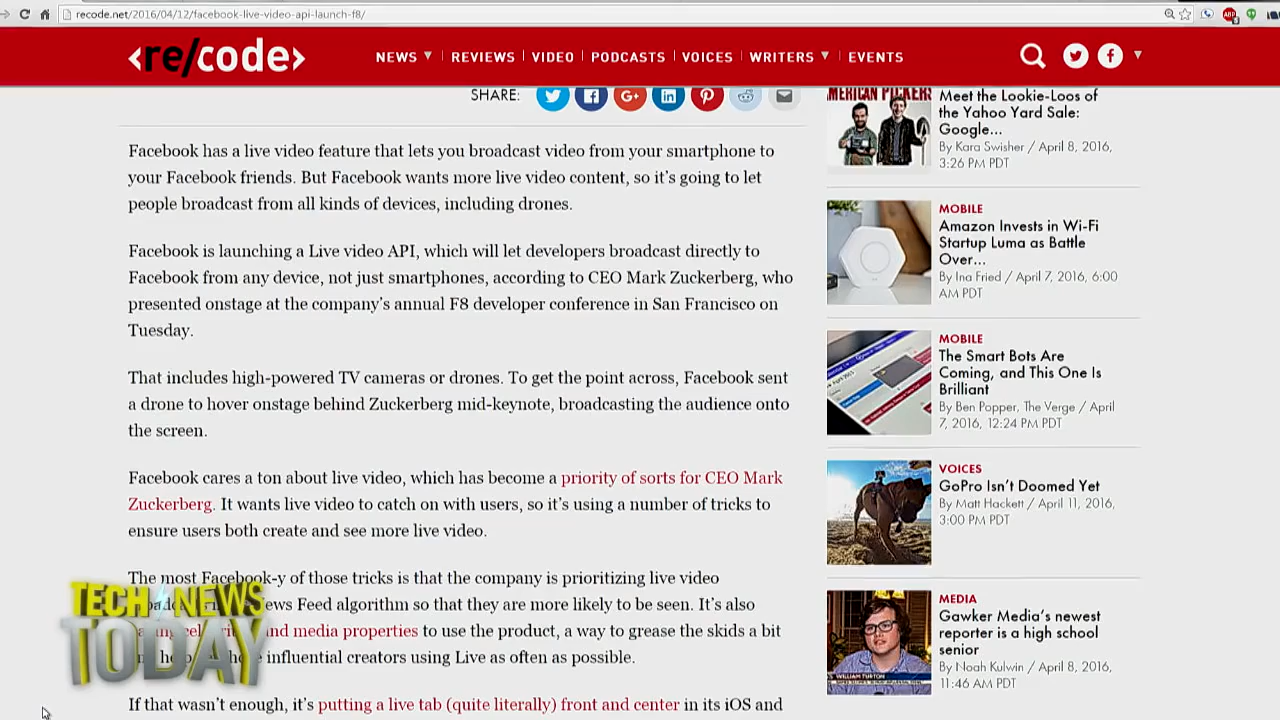 recode.net/2016/04/12/facebook-live-video-api-launch-f8/
<re/code>
NEWS
REVIEWS
VIDEO
PODCASTS
VOICES
WRITERS
EVENTS
SHARE:
Facebook has a live video feature that lets you broadcast video from your smartphone to
your Facebook friends. But Facebook wants more live video content, so it's going to let
people broadcast from all kinds of devices, including drones.
Facebook is launching a Live video API, which will let developers broadcast directly to
Facebook from any device, not just smartphones, according to CEO Mark Zuckerberg, who
presented onstage at the company's annual F8 developer conference in San Francisco on
Tuesday.
That includes high-powered TV cameras or drones. To get the point across, Facebook sent
a drone to hover onstage behind Zuckerberg mid-keynote, broadcasting the audience onto
the screen.
Facebook cares a ton about live video, which has become a priority of sorts for CEO Mark
Zuckerberg. It wants live video to catch on with users, so it's using a number of tricks to
ensure users both create and see more live video.
The most Facebook-y of those tricks is that the company is prioritizing live video
News Feed algorithm so that they are more likely to be seen. It's also
and media properties to use the product, a way to grease the skids a bit
influential creators using Live as often as possible.
If that wasn't enough, it's putting a live tab (quite literally) front and center in its iOS and
TECH NEWS
TODAY
AMERICAN PICKERS
Meet the Lookie-Loos of
the Yahoo Yard Sale:
Google...
By Kara Swisher / April 8, 2016,
3:26 PM PDT
MOBILE
Amazon Invests in Wi-Fi
Startup Luma as Battle
Over...
By Ina Fried / April 7, 2016, 6:00
AM PDT
MOBILE
The Smart Bots Are
Coming, and This One Is
Brilliant
By Ben Popper, The Verge / April
7, 2016, 12:24 PM PDT
VOICES
GoPro Isn't Doomed Yet
By Matt Hackett / April 11, 2016,
3:00 PM PDT
MEDIA
Gawker Media's newest
reporter is a high school
senior
By Noah Kulwin / April 8, 2016,
11:46 AM PDT
WILLIAM TURTON